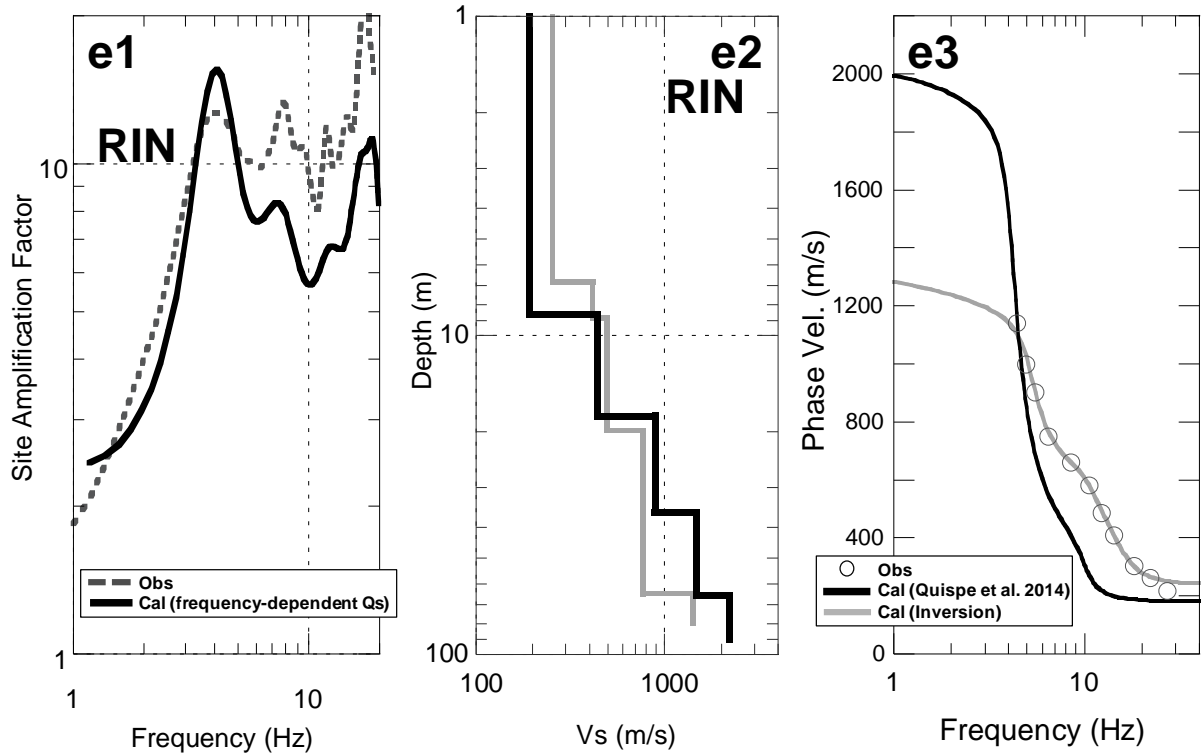 e1
RIN
10
1
1
10
Site Amplification Factor
Frequency (Hz)
Obs
Cal (frequency-dependent Qs)
e2
RIN
1
10
100
100
1000
Depth (m)
Vs (m/s)
e3
2000
1600
1200
800
400
0
1
10
Phase Vel. (m/s)
Frequency (Hz)
Obs
Cal (Quispe et al. 2014)
Cal (Inversion)